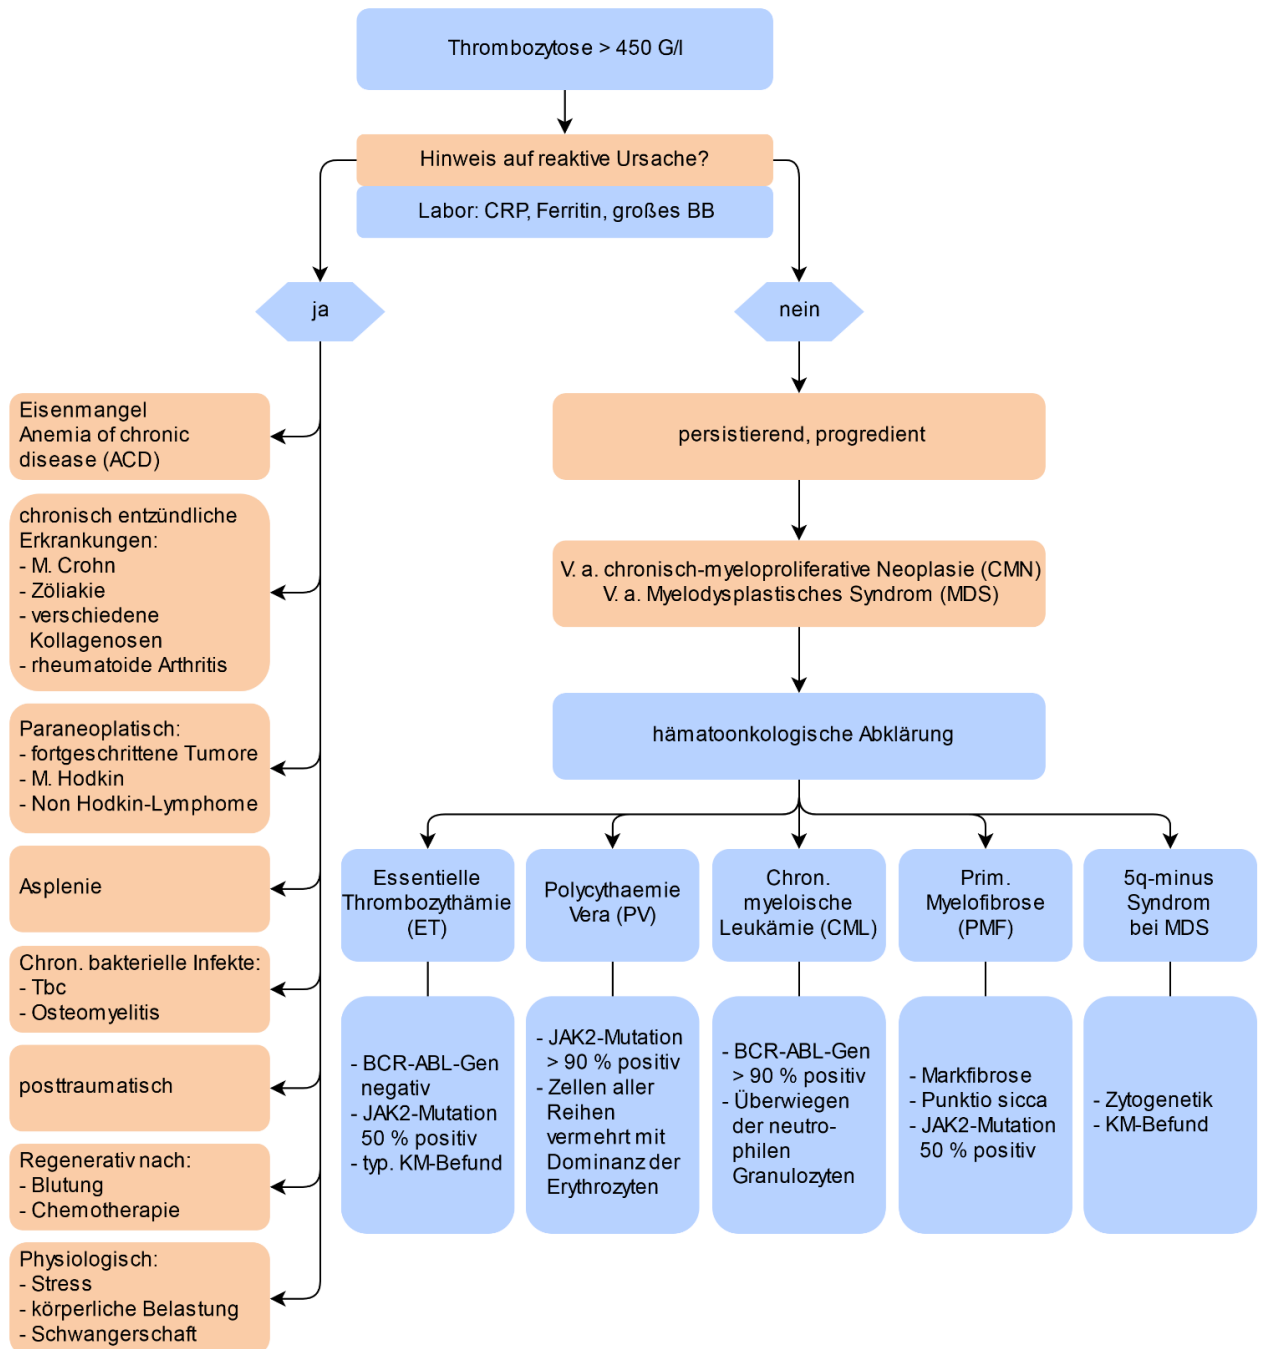 Thrombozytose > 450 G/l
Hinweis auf reaktive Ursache?
Labor: CRP, Ferritin, großes BB
ja
nein
Eisenmangel
Anemia of chronic
disease (ACD)
chronisch entzündliche
Erkrankungen:
- M. Crohn
- Zöliakie
- verschiedene
Kollagenosen
- rheumatoide Arthritis
Paraneoplatisch:
- fortgeschrittene Tumore
- M. Hodkin
- Non Hodkin-Lymphome
Asplenie
Chron. bakterielle Infekte:
- Tbc
- Osteomyelitis
posttraumatisch
Regenerativ nach:
- Blutung
- Chemotherapie
Physiologisch:
- Stress
- körperliche Belastung
- Schwangerschaft
persistierend, progredient
V. a. chronisch-myeloproliferative Neoplasie (CMN)
V. a. Myelodysplastisches Syndrom (MDS)
hämatoonkologische Abklärung
Essentielle
Thrombozythämie
(ET)
- BCR-ABL-Gen
negativ
- JAK2-Mutation
50 % positiv
- typ. KM-Befund
Polycythaemie
Vera (PV)
- JAK2-Mutation
> 90 % positiv
- Zellen aller
Reihen
vermehrt mit
Dominanz der
Erythrozyten
Chron.
myeloische
Leukämie (CML)
- BCR-ABL-Gen
> 90 % positiv
- Überwiegen
der neutro-
philen
Granulozyten
Prim.
Myelofibrose
(PMF)
- Markfibrose
- Punktio sicca
- JAK2-Mutation
50 % positiv
5q-minus
Syndrom
bei MDS
- Zytogenetik
- KM-Befund